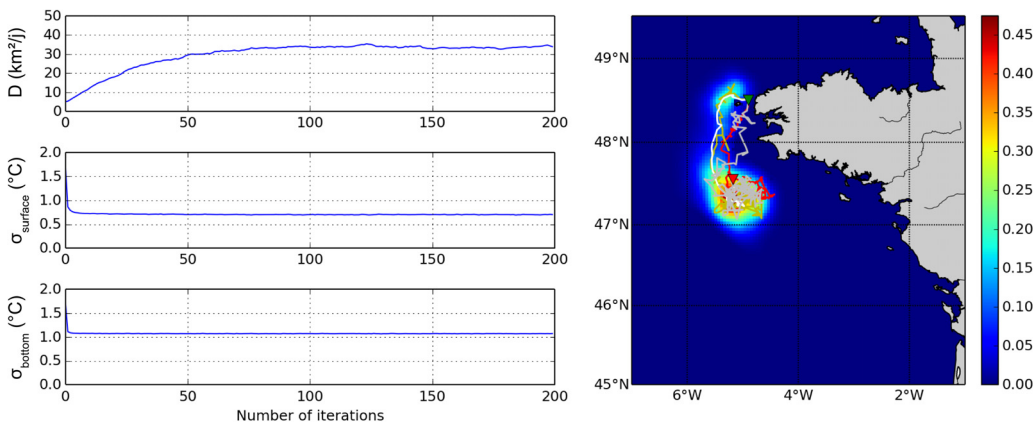 D (km²/j)
50
40
30
20
10
0
0 50 100 150 200
σsurface (°C)
2.0
1.5
1.0
0.5
0.0
0 50 100 150 200
σbottom (°C)
2.0
1.5
1.0
0.5
0.0
0 50 100 150 200
Number of iterations
49°N
48°N
47°N
46°N
45°N
6°W 4°W 2°W
0.45
0.40
0.35
0.30
0.25
0.20
0.15
0.10
0.05
0.00